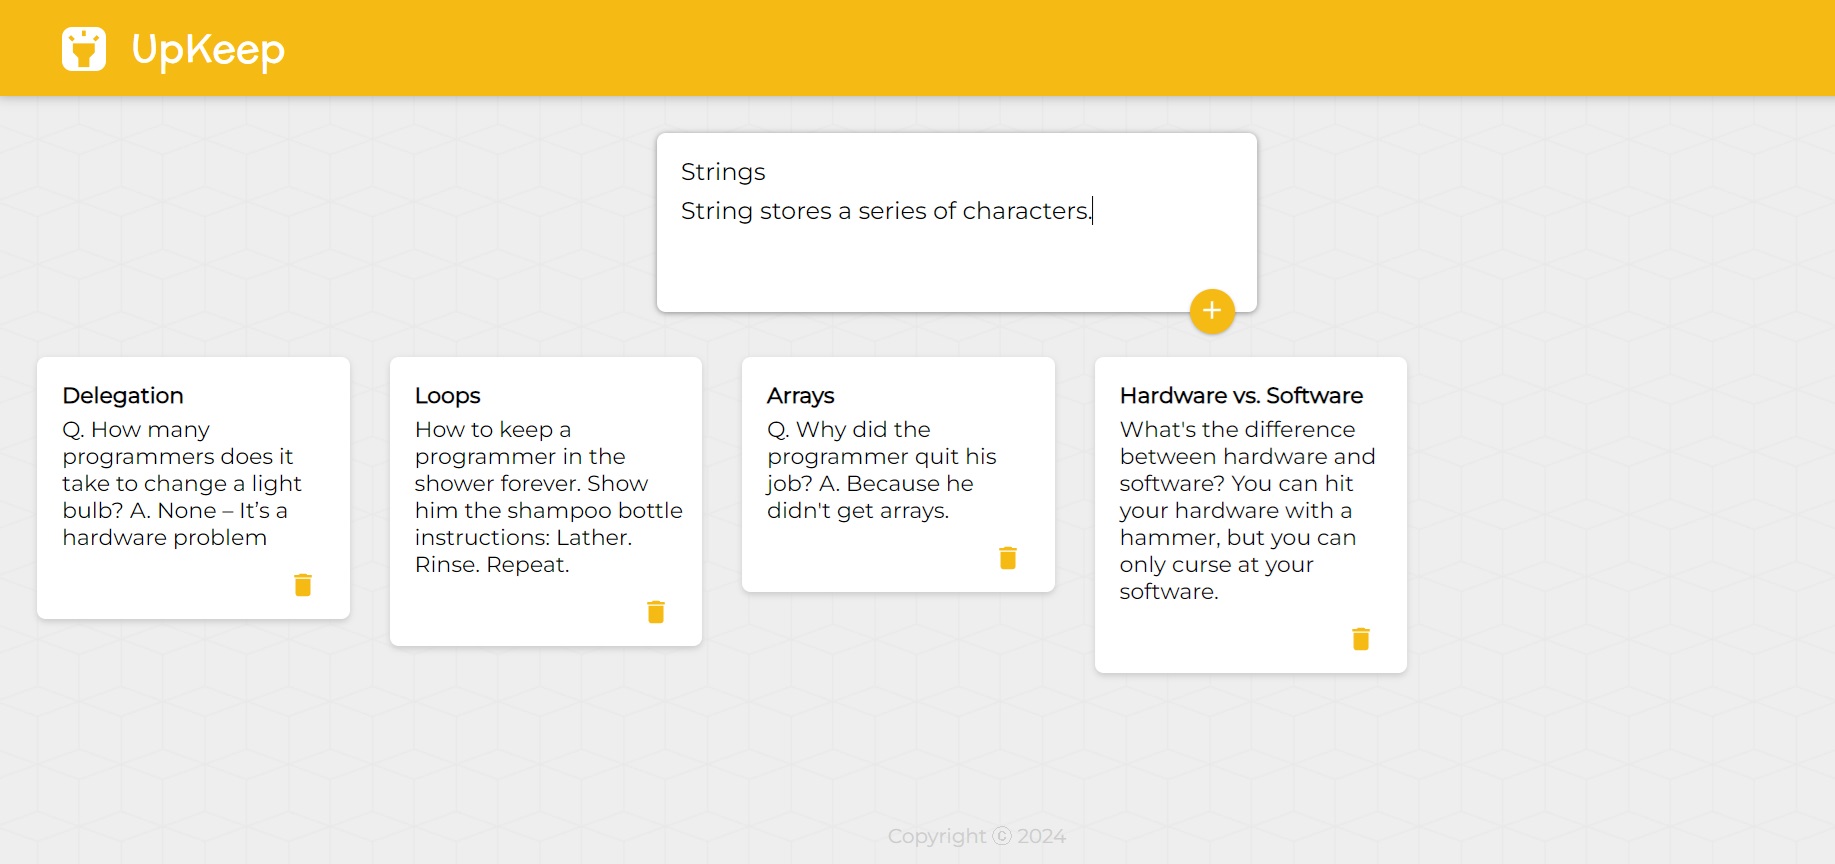 UpKeep
Strings
String stores a series of characters.
Delegation
Q. How many
programmers does it
take to change a light
bulb? A. None – It’s a
hardware problem
Loops
How to keep a
programmer in the
shower forever. Show
him the shampoo bottle
instructions: Lather.
Rinse. Repeat.
Arrays
Q. Why did the
programmer quit his
job? A. Because he
didn't get arrays.
Hardware vs. Software
What's the difference
between hardware and
software? You can hit
your hardware with a
hammer, but you can
only curse at your
software.
Copyright ⓒ 2024